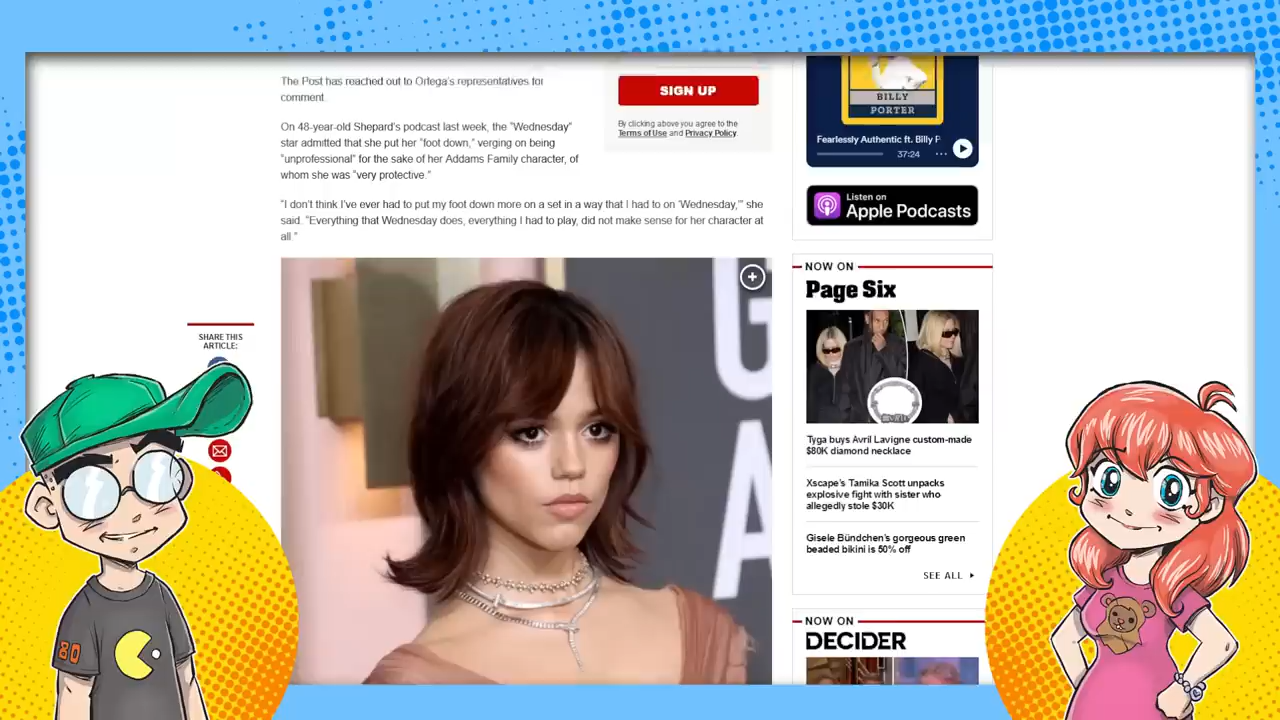 The Post has reached out to Ortega's representatives for
comment.
On 48-year-old Shepard's podcast last week, the "Wednesday"
star admitted that she put her "foot down," verging on being
"unprofessional" for the sake of her Addams Family character, of
whom she was "very protective."
"I don't think I've ever had to put my foot down more on a set in a way that I had to on 'Wednesday,'" she
said. "Everything that Wednesday does, everything I had to play, did not make sense for her character at
all."
SIGN UP
By clicking above you agree to the
Terms of Use and Privacy Policy.
SHARE THIS
ARTICLE:
G
A
BILLY
PORTER
Fearlessly Authentic ft. Billy P
37:24
Listen on
Apple Podcasts
NOW ON
Page Six
Tyga buys Avril Lavigne custom-made
$80K diamond necklace
Xscape's Tamika Scott unpacks
explosive fight with sister who
allegedly stole $30K
Gisele Bündchen's gorgeous green
beaded bikini is 50% off
SEE ALL
NOW ON
DECIDER
80